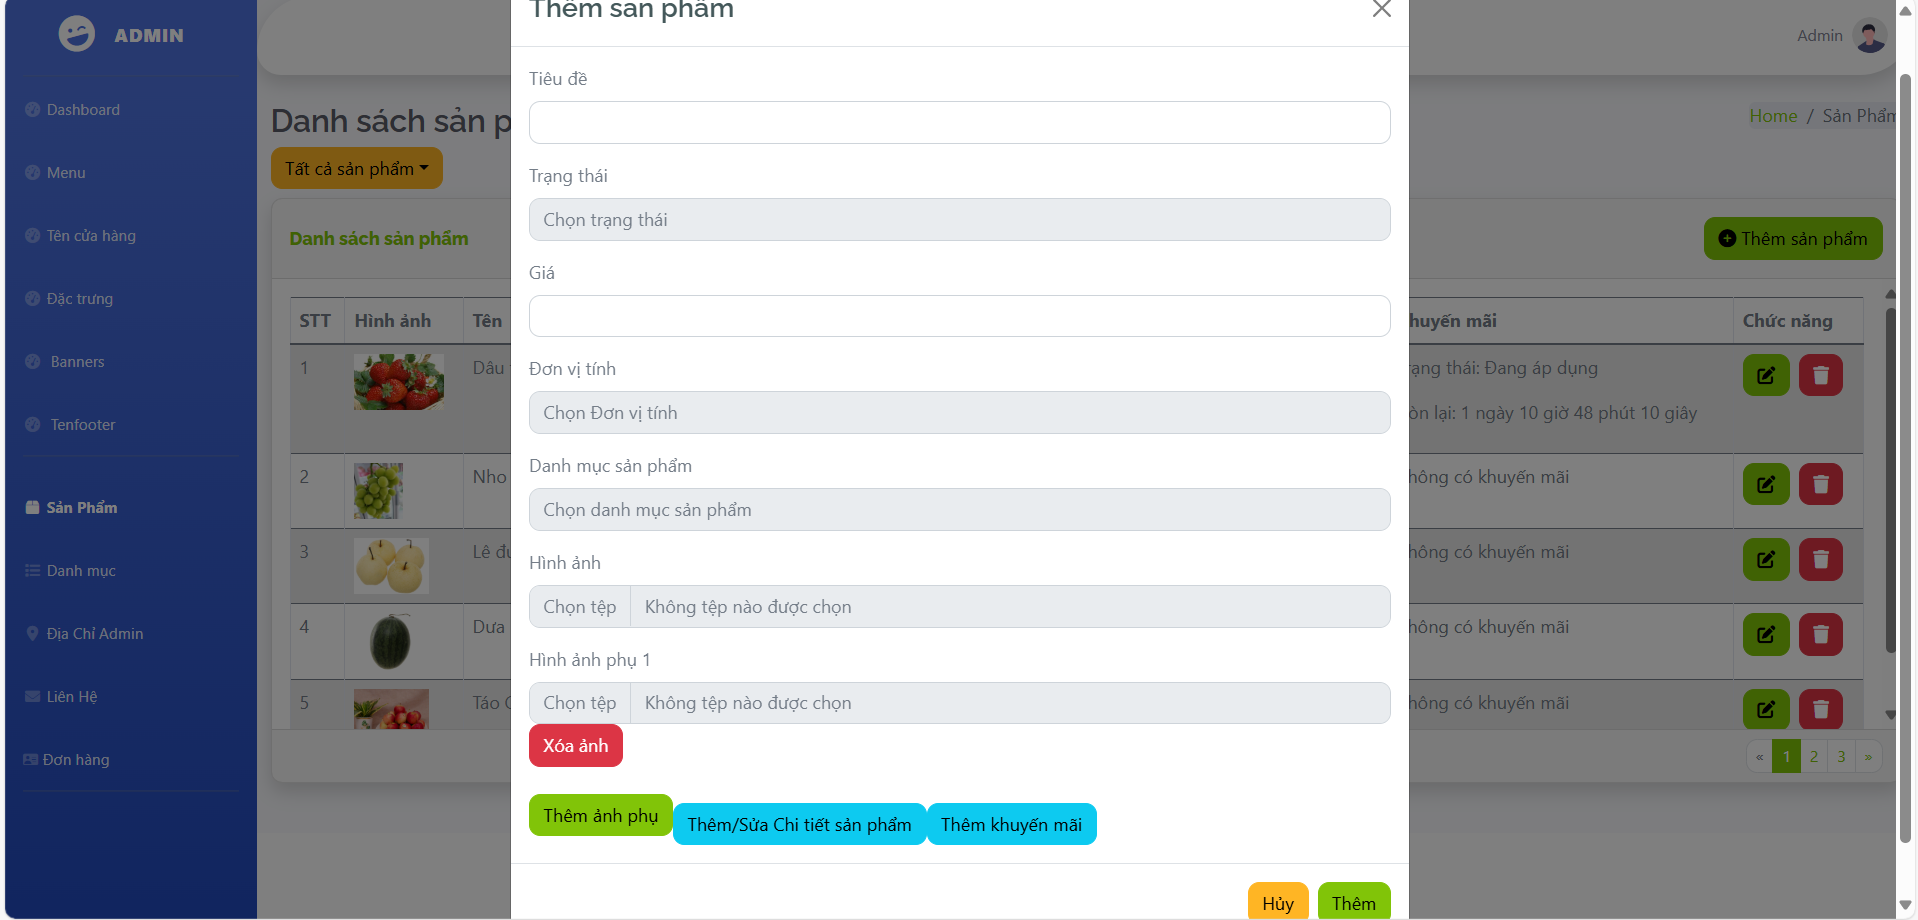 ADMIN
Dashboard
Menu
Tên cửa hàng
Đặc trưng
Banners
Tenfooter
Sản Phẩm
Danh mục
Địa Chỉ Admin
Liên Hệ
Đơn hàng
Admin
Danh sách sản p
Home / Sản Phẩm
Tất cả sản phẩm
Danh sách sản phẩm
Thêm sản phẩm
STT Hình ảnh Tên huyến mãi Chức năng
1 Dâu rạng thái: Đang áp dụng
òn lại: 1 ngày 10 giờ 48 phút 10 giây
2 Nho hông có khuyến mãi
3 Lê đu hông có khuyến mãi
4 Dưa hông có khuyến mãi
5 Táo hông có khuyến mãi
« 1 2 3 »
Thêm sản phẩm
Tiêu đề
Trạng thái
Chọn trạng thái
Giá
Đơn vị tính
Chọn Đơn vị tính
Danh mục sản phẩm
Chọn danh mục sản phẩm
Hình ảnh
Chọn tệp Không tệp nào được chọn
Hình ảnh phụ 1
Chọn tệp Không tệp nào được chọn
Xóa ảnh
Thêm ảnh phụ Thêm/Sửa Chi tiết sản phẩm Thêm khuyến mãi
Hủy Thêm